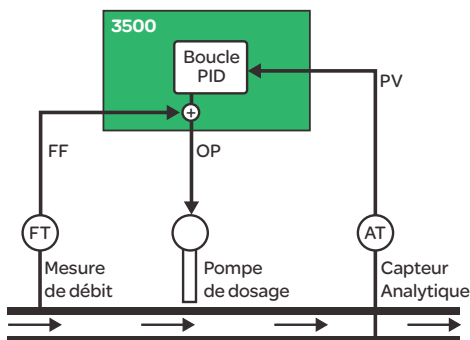 3500
Boucle
PID
+
PV
FF
OP
FT
AT
Mesure
de débit
Pompe
de dosage
Capteur
Analytique